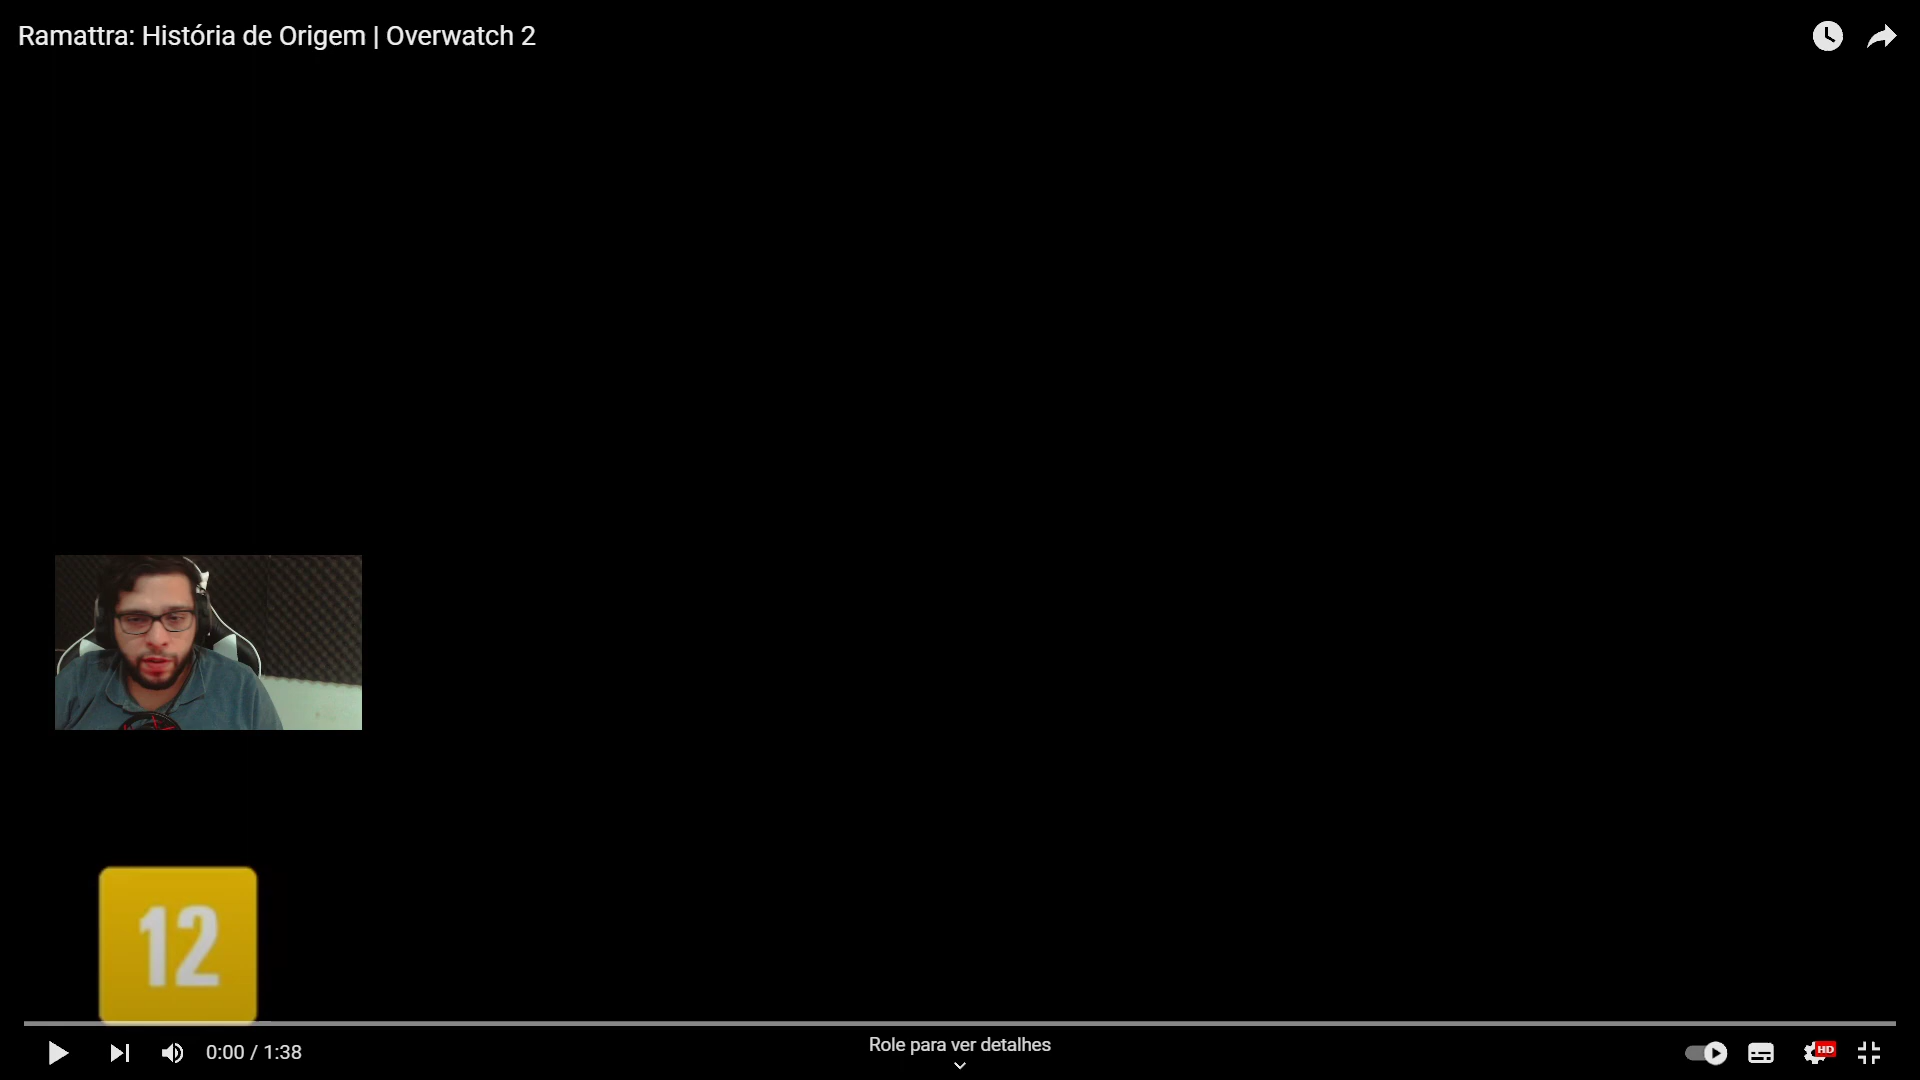 Ramattra: História de Origem | Overwatch 2
12
0:00 / 1:38
Role para ver detalhes
HD